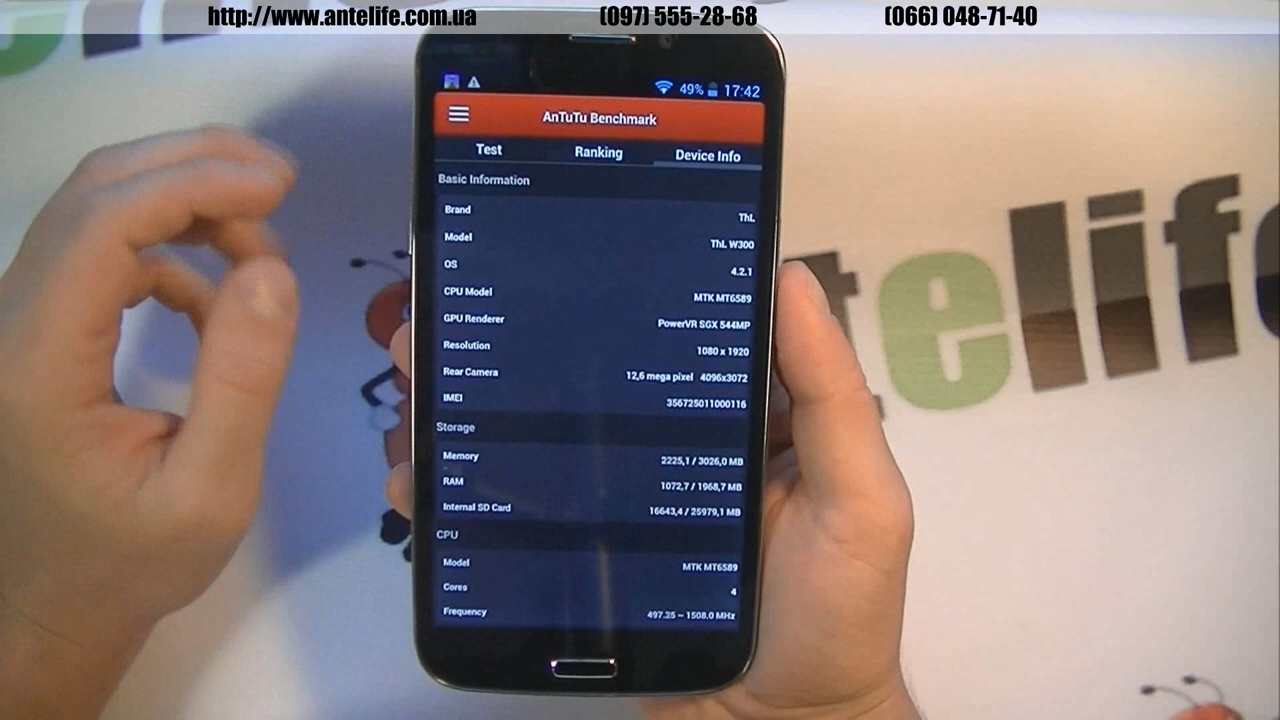 http://www.antelife.com.ua (097) 555-28-68 (066) 048-71-40
49% 17:42
AnTuTu Benchmark
Test Ranking Device Info
Basic Information
Brand ThL
Model ThL W300
OS 4.2.1
CPU Model MTK MT6589
GPU Renderer PowerVR SGX 544MP
Resolution 1080 x 1920
Rear Camera 12,6 mega pixel 4096x3072
IMEI 356725011000116
Storage
Memory 2225,1 / 3026,0 MB
RAM 1072,7 / 1968,7 MB
Internal SD Card 16643,4 / 25979,1 MB
CPU
Model MTK MT6589
Cores 4
Frequency 497.25 ~ 1508.0 MHz
telife